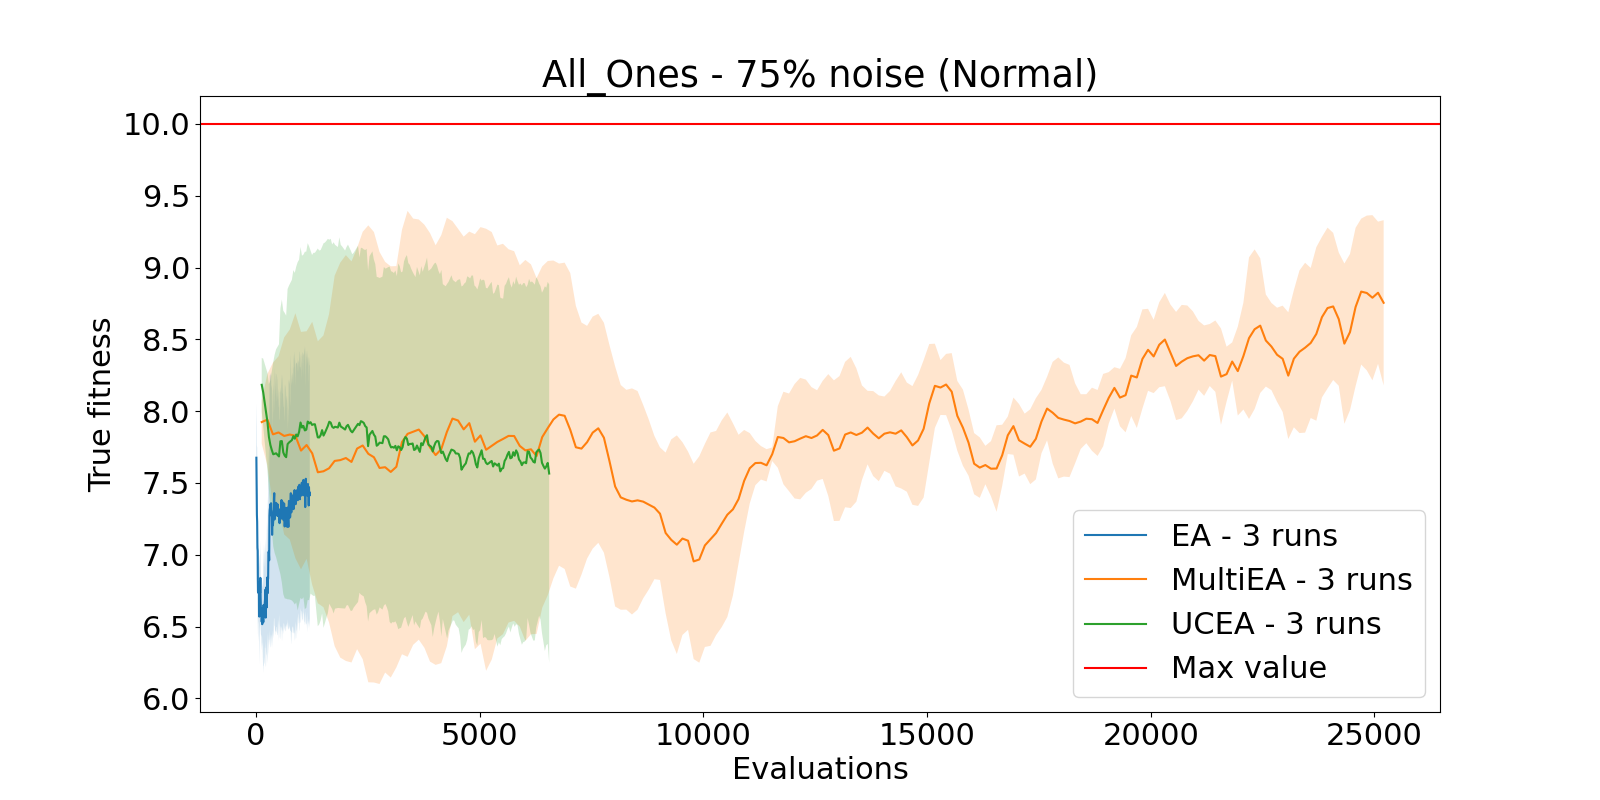 All_Ones - 75% noise (Normal)
True fitness
10.0
9.5
9.0
8.5
8.0
7.5
7.0
6.5
6.0
EA - 3 runs
MultiEA - 3 runs
UCEA - 3 runs
Max value
0
5000
10000
15000
20000
25000
Evaluations